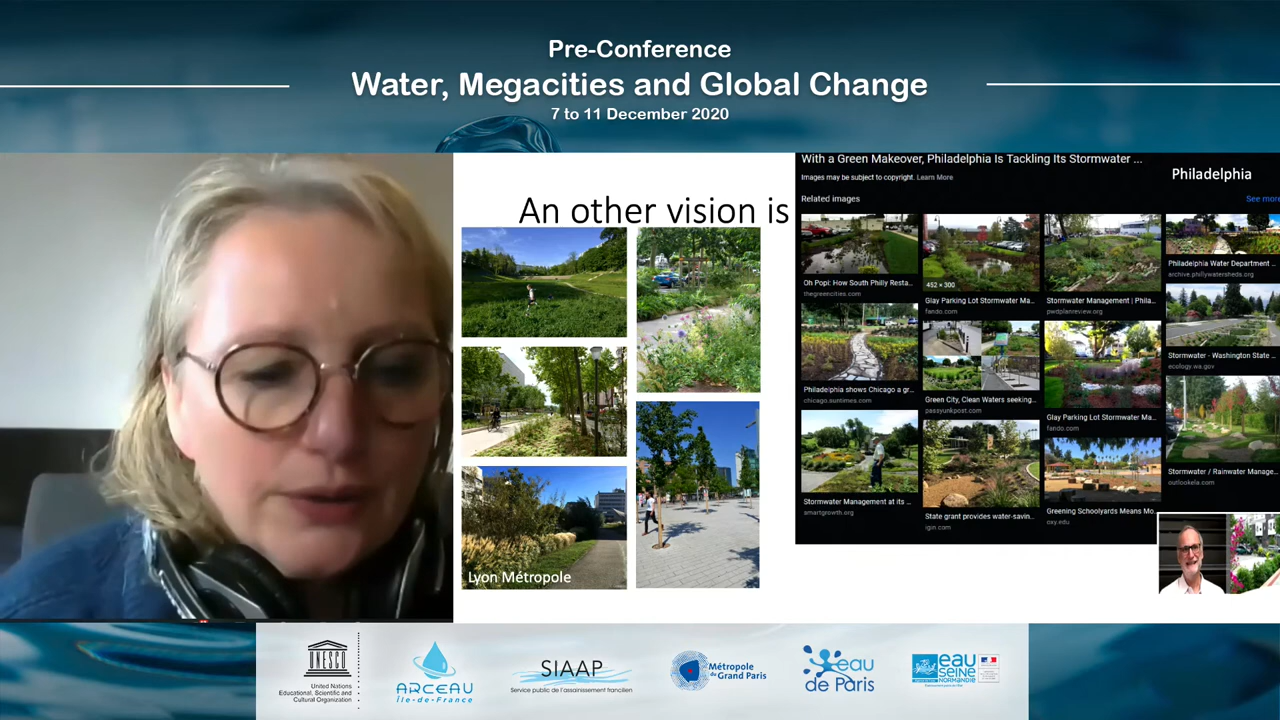 Pre-Conference
Water, Megacities and Global Change
7 to 11 December 2020
An other vision is
Lyon Métropole
With a Green Makeover, Philadelphia Is Tackling Its Stormwater ...
Images may be subject to copyright. Learn More
Philadelphia
Related images
See more
Oh Popi: How South Philly Resta...
thegreencities.com
452 × 300
Glay Parking Lot Stormwater Ma...
fando.com
Stormwater Management | Phila...
pwdplanreview.org
Philadelphia Water Department ...
archive.phillywatersheds.org
Philadelphia shows Chicago a gr...
chicago.suntimes.com
Green City, Clean Waters seeking...
passyunkpost.com
Glay Parking Lot Stormwater Ma...
fando.com
Stormwater - Washington State ...
ecology.wa.gov
Stormwater Management at its ...
smartgrowth.org
State grant provides water-savin...
igin.com
Greening Schoolyards Means Mo...
oxy.edu
Stormwater / Rainwater Manage...
outlookela.com
UNESCO
United Nations
Educational, Scientific and
Cultural Organization
ARCEAU
Île-de-France
SIAAP
Service public de l'assainissement francilien
Métropole
du Grand Paris
eau
de Paris
eau
SEINE
NORMANDIE